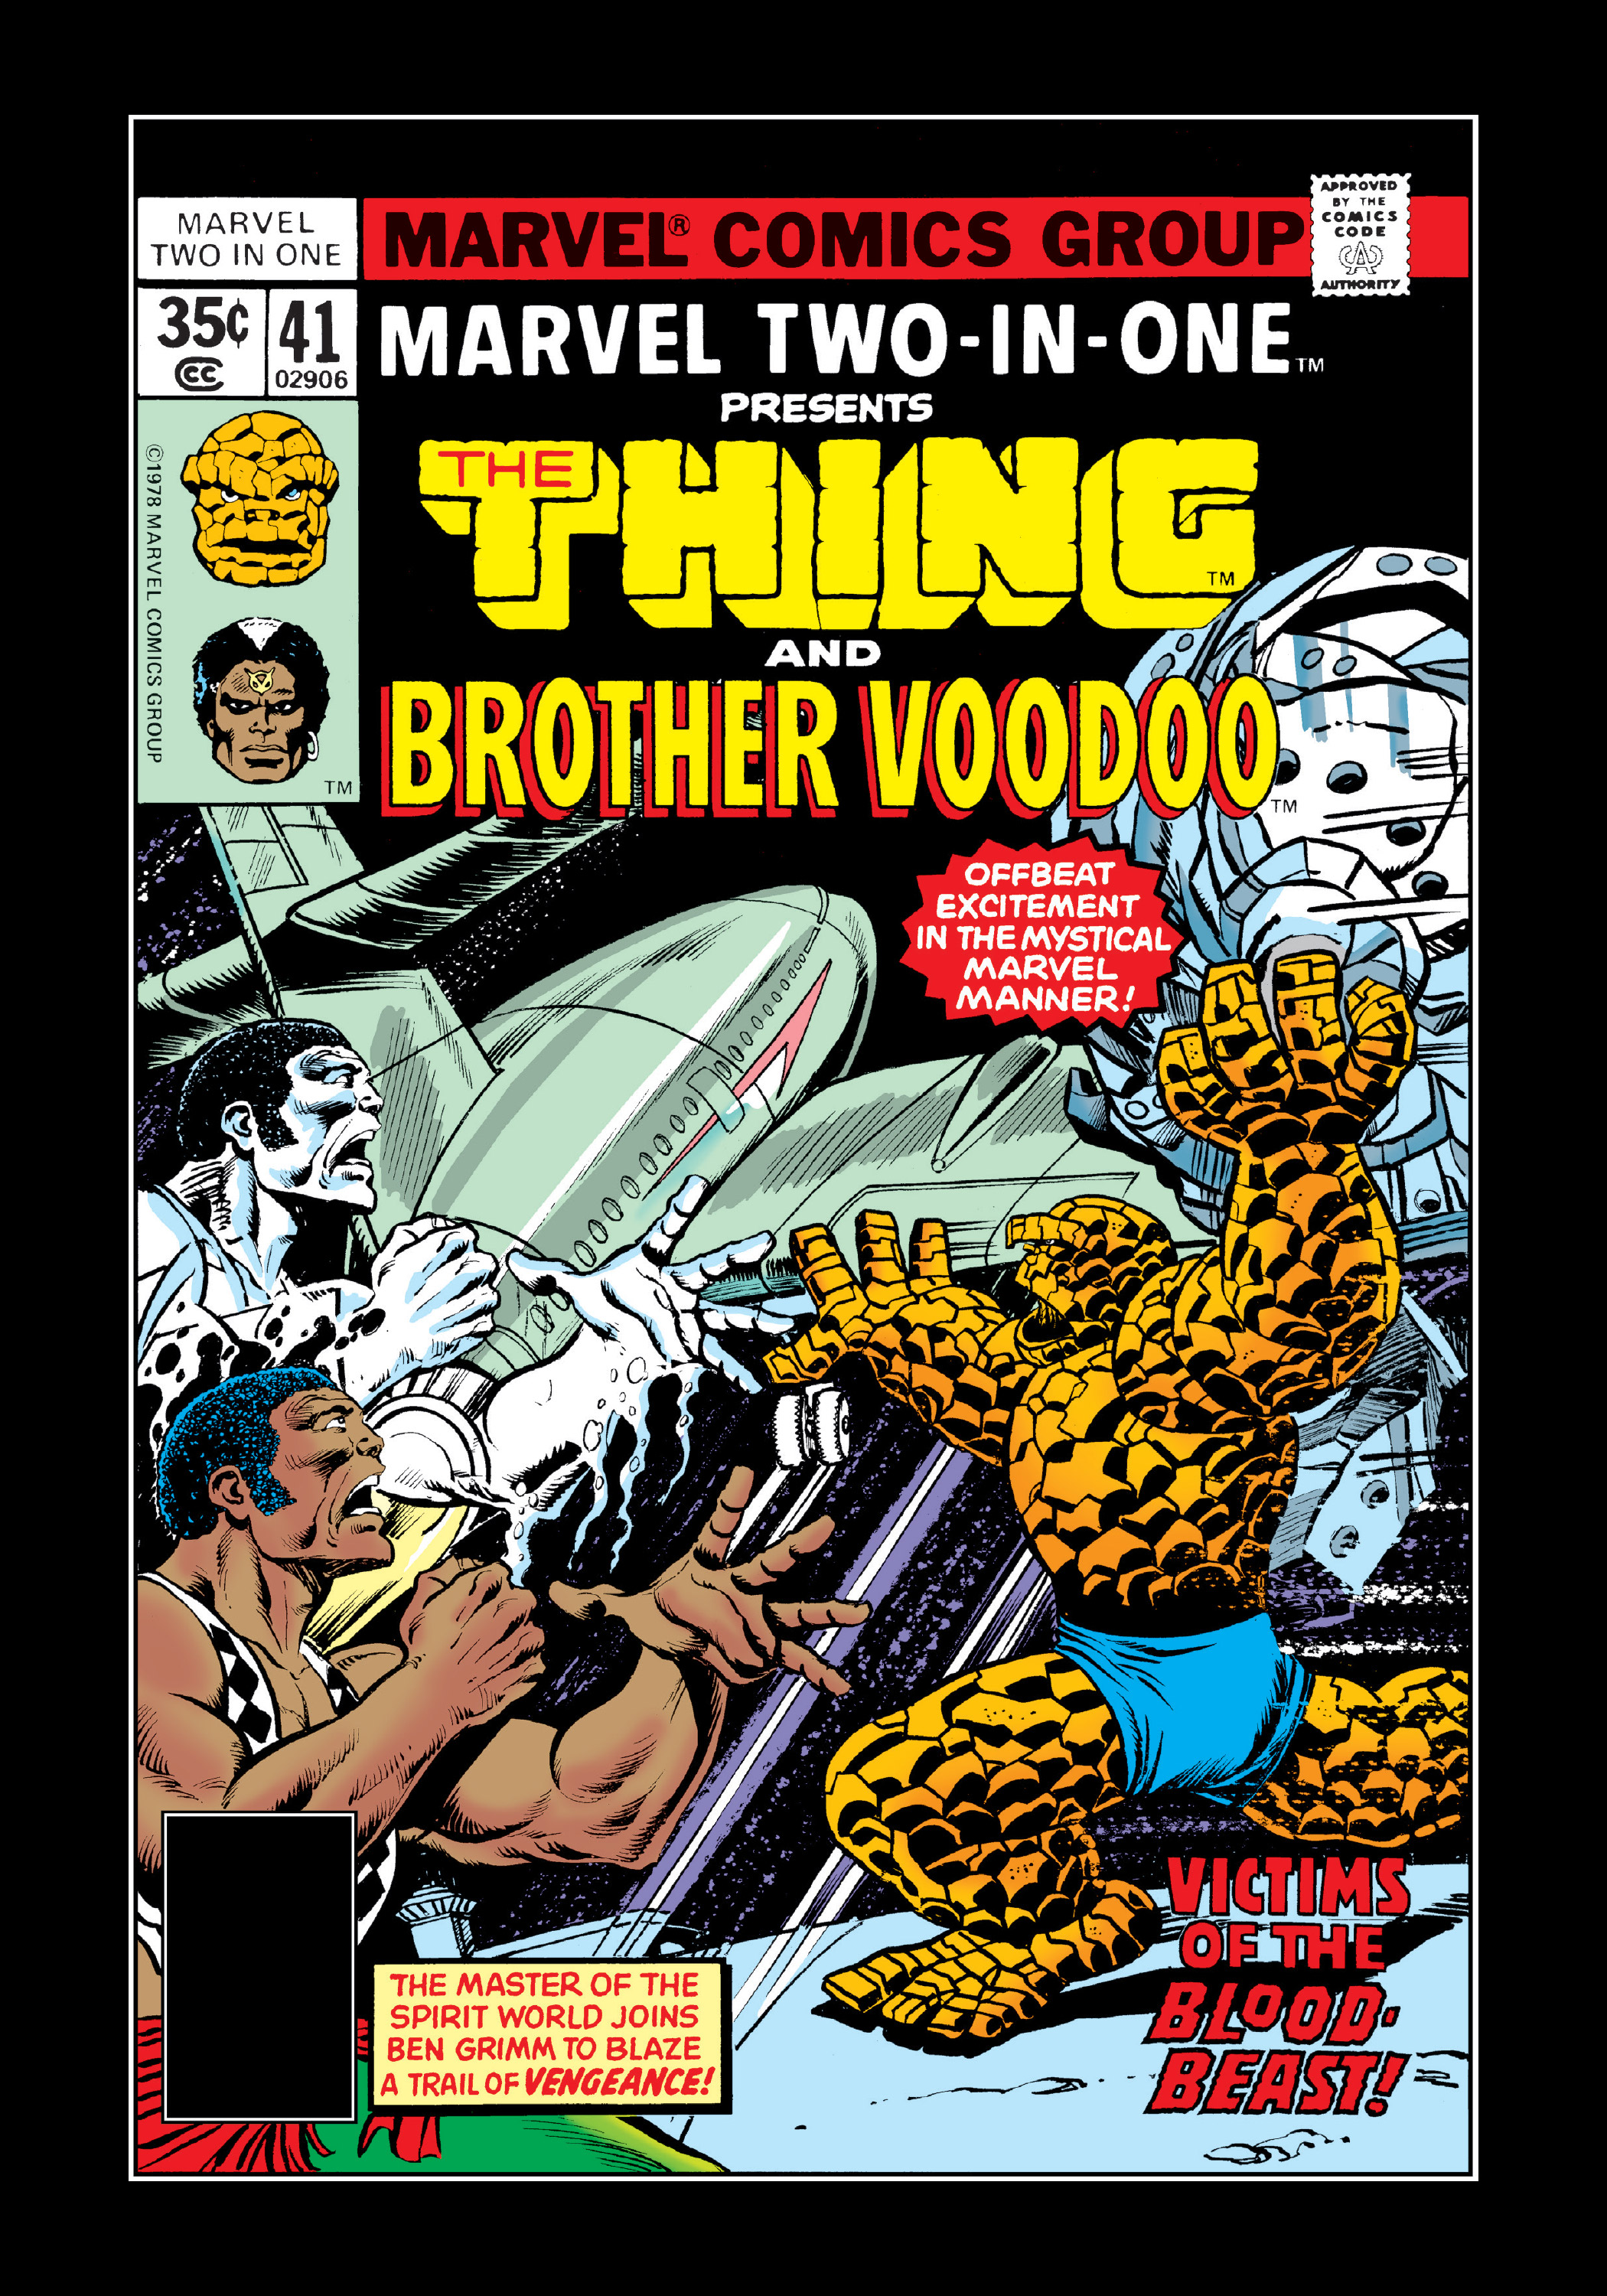 MARVEL
TWO IN ONE
MARVEL® COMICS GROUP
APPROVED
BY THE
COMICS
CODE
AUTHORITY
35¢
CC
41
02906
MARVEL TWO-IN-ONE™
PRESENTS
THE
THING™
AND
BROTHER VOODOO™
©1978 MARVEL COMICS GROUP
TM
OFFBEAT
EXCITEMENT
IN THE MYSTICAL
MARVEL
MANNER!
THE MASTER OF THE
SPIRIT WORLD JOINS
BEN GRIMM TO BLAZE
A TRAIL OF VENGEANCE!
VICTIMS
OF THE
BLOOD-
BEAST!